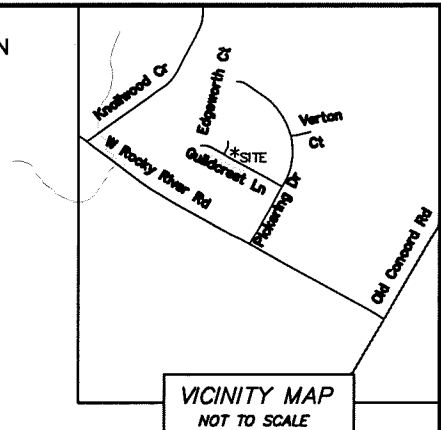 N
Knollwood Cr
Edgeworth Ct
Verton
Ct
*SITE
Guildcrest Ln
W Rocky River Rd
Pickering Dr
Old Concord Rd
VICINITY MAP
NOT TO SCALE